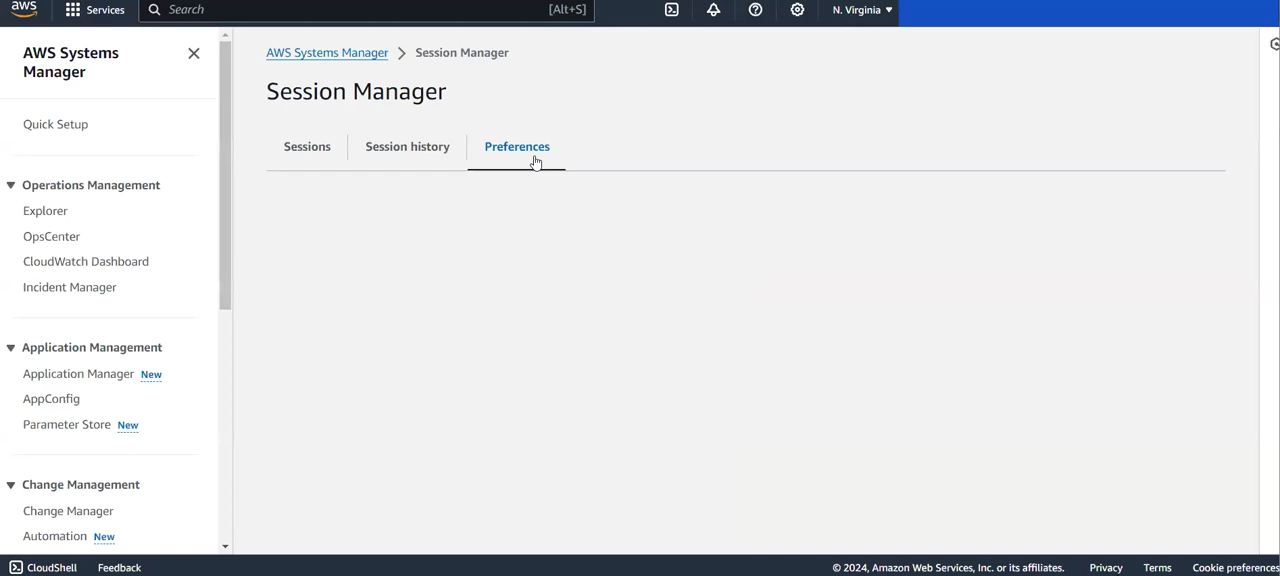 aws Services Search [Alt+S] N. Virginia
AWS Systems Manager
AWS Systems Manager > Session Manager
Session Manager
Quick Setup
Sessions Session history Preferences
Operations Management
Explorer
OpsCenter
CloudWatch Dashboard
Incident Manager
Application Management
Application Manager New
AppConfig
Parameter Store New
Change Management
Change Manager
Automation New
CloudShell Feedback © 2024, Amazon Web Services, Inc. or its affiliates. Privacy Terms Cookie preferences